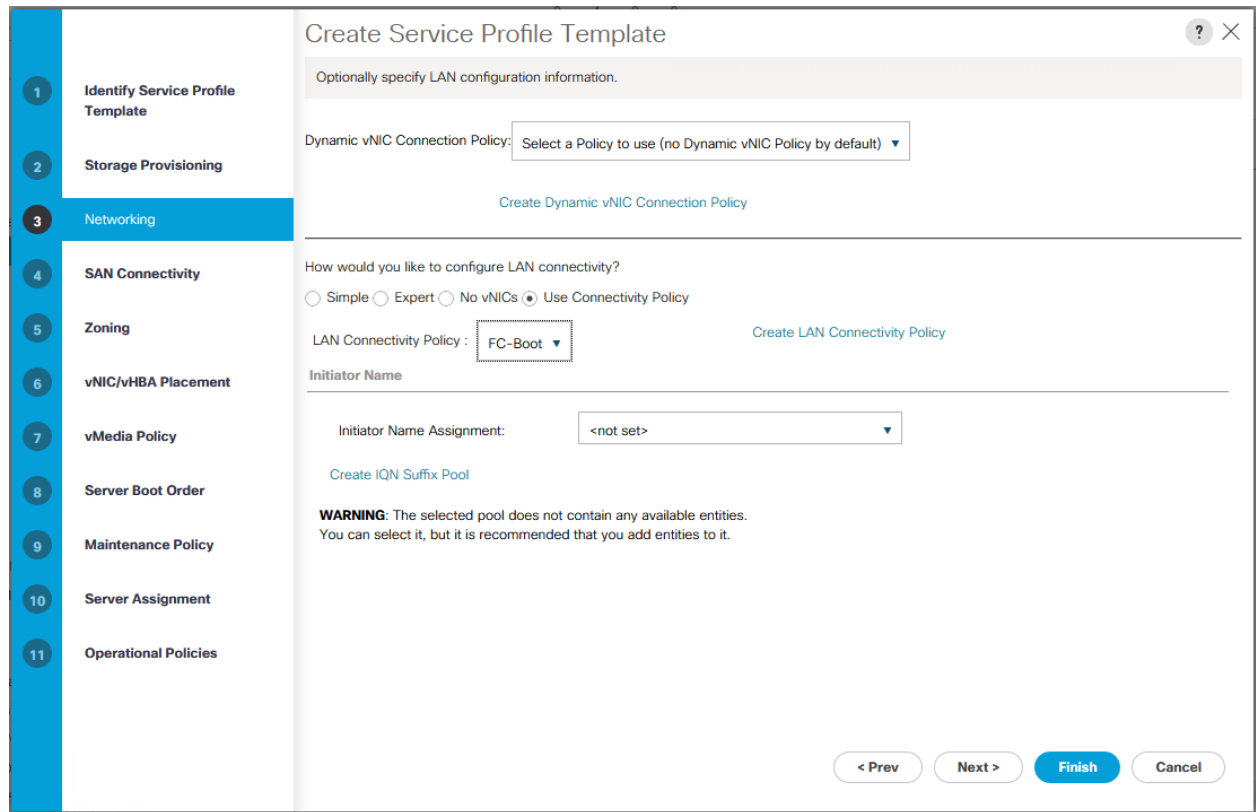 Create Service Profile Template
?
Optionally specify LAN configuration information.
1
Identify Service Profile
Template
2
Storage Provisioning
3
Networking
4
SAN Connectivity
5
Zoning
6
vNIC/vHBA Placement
7
vMedia Policy
8
Server Boot Order
9
Maintenance Policy
10
Server Assignment
11
Operational Policies
Dynamic vNIC Connection Policy: Select a Policy to use (no Dynamic vNIC Policy by default)
Create Dynamic vNIC Connection Policy
How would you like to configure LAN connectivity?
Simple Expert No vNICs Use Connectivity Policy
LAN Connectivity Policy : FC-Boot Create LAN Connectivity Policy
Initiator Name
Initiator Name Assignment: <not set>
Create IQN Suffix Pool
WARNING: The selected pool does not contain any available entities.
You can select it, but it is recommended that you add entities to it.
< Prev Next > Finish Cancel